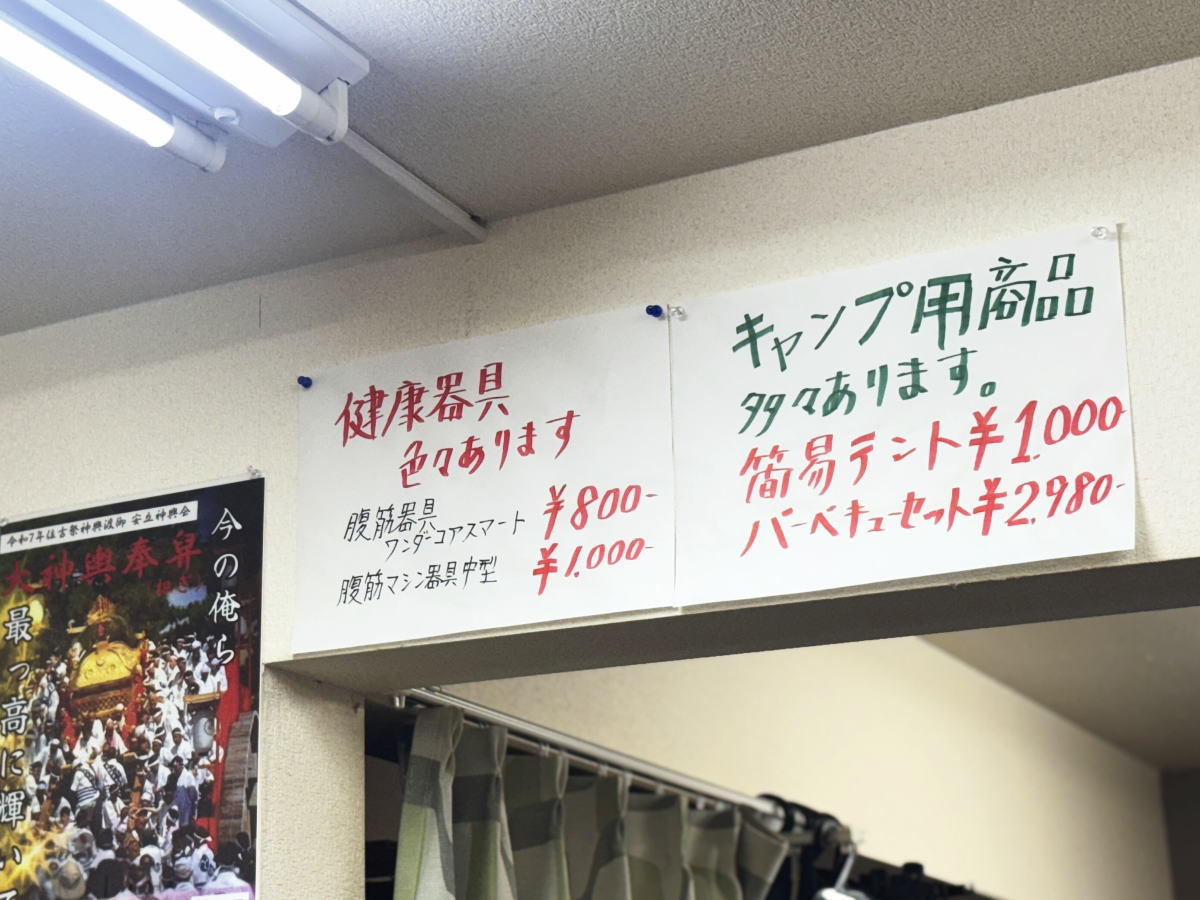 健康器具
色々あります
腹筋器具
ワンダーコアスマート ¥800-
腹筋マシン器具中型 ¥1,000-
キャンプ用商品
多々あります。
簡易テント¥1,000-
バーベキューセット¥2,980-
令和7年住吉祭神輿渡御 安立神輿会
大神輿奉舁
今の俺ら
最っ高に輝いて